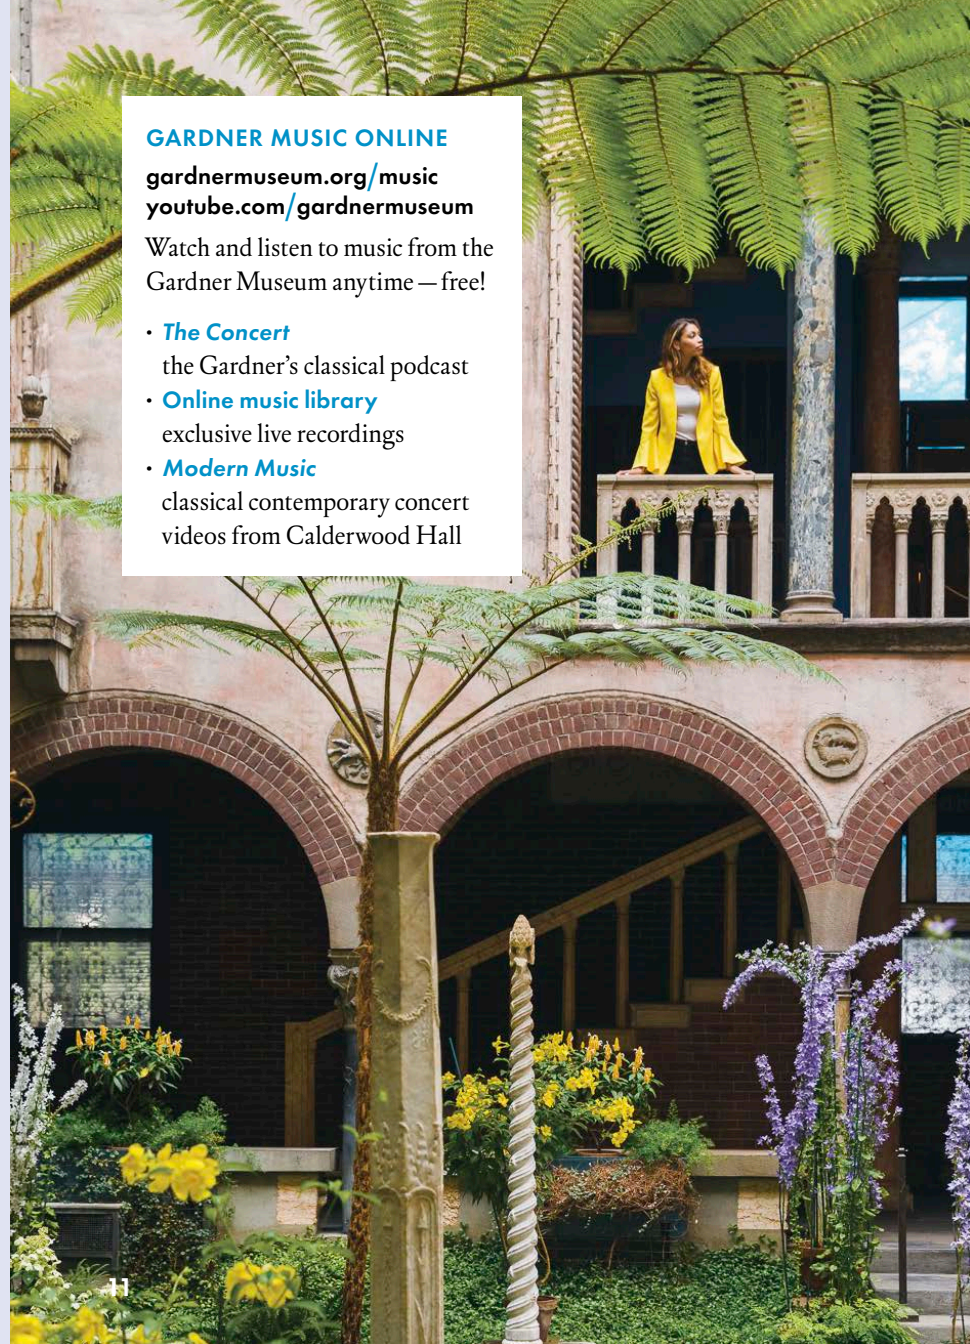 GARDNER MUSIC ONLINE
gardnermuseum.org/music
youtube.com/gardnermuseum
Watch and listen to music from the
Gardner Museum anytime — free!
• The Concert
the Gardner’s classical podcast
• Online music library
exclusive live recordings
• Modern Music
classical contemporary concert
videos from Calderwood Hall
11